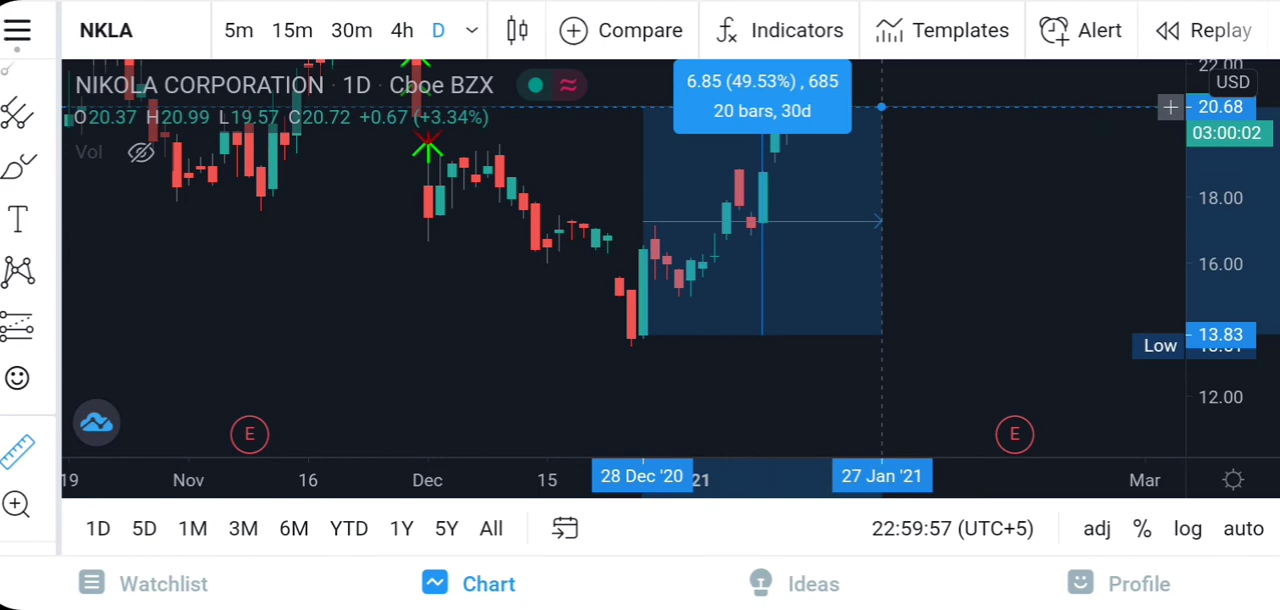 NKLA 5m 15m 30m 4h D Compare Indicators Templates Alert Replay
NIKOLA CORPORATION · 1D · Cboe BZX
O20.37 H20.99 L19.57 C20.72 +0.67 (+3.34%)
Vol
6.85 (49.53%) , 685
20 bars, 30d
22.00
USD
20.68
03:00:02
18.00
16.00
13.83
Low
12.00
E
E
19 Nov 16 Dec 15 28 Dec '20 21 27 Jan '21 Mar
1D 5D 1M 3M 6M YTD 1Y 5Y All 22:59:57 (UTC+5) adj % log auto
Watchlist Chart Ideas Profile